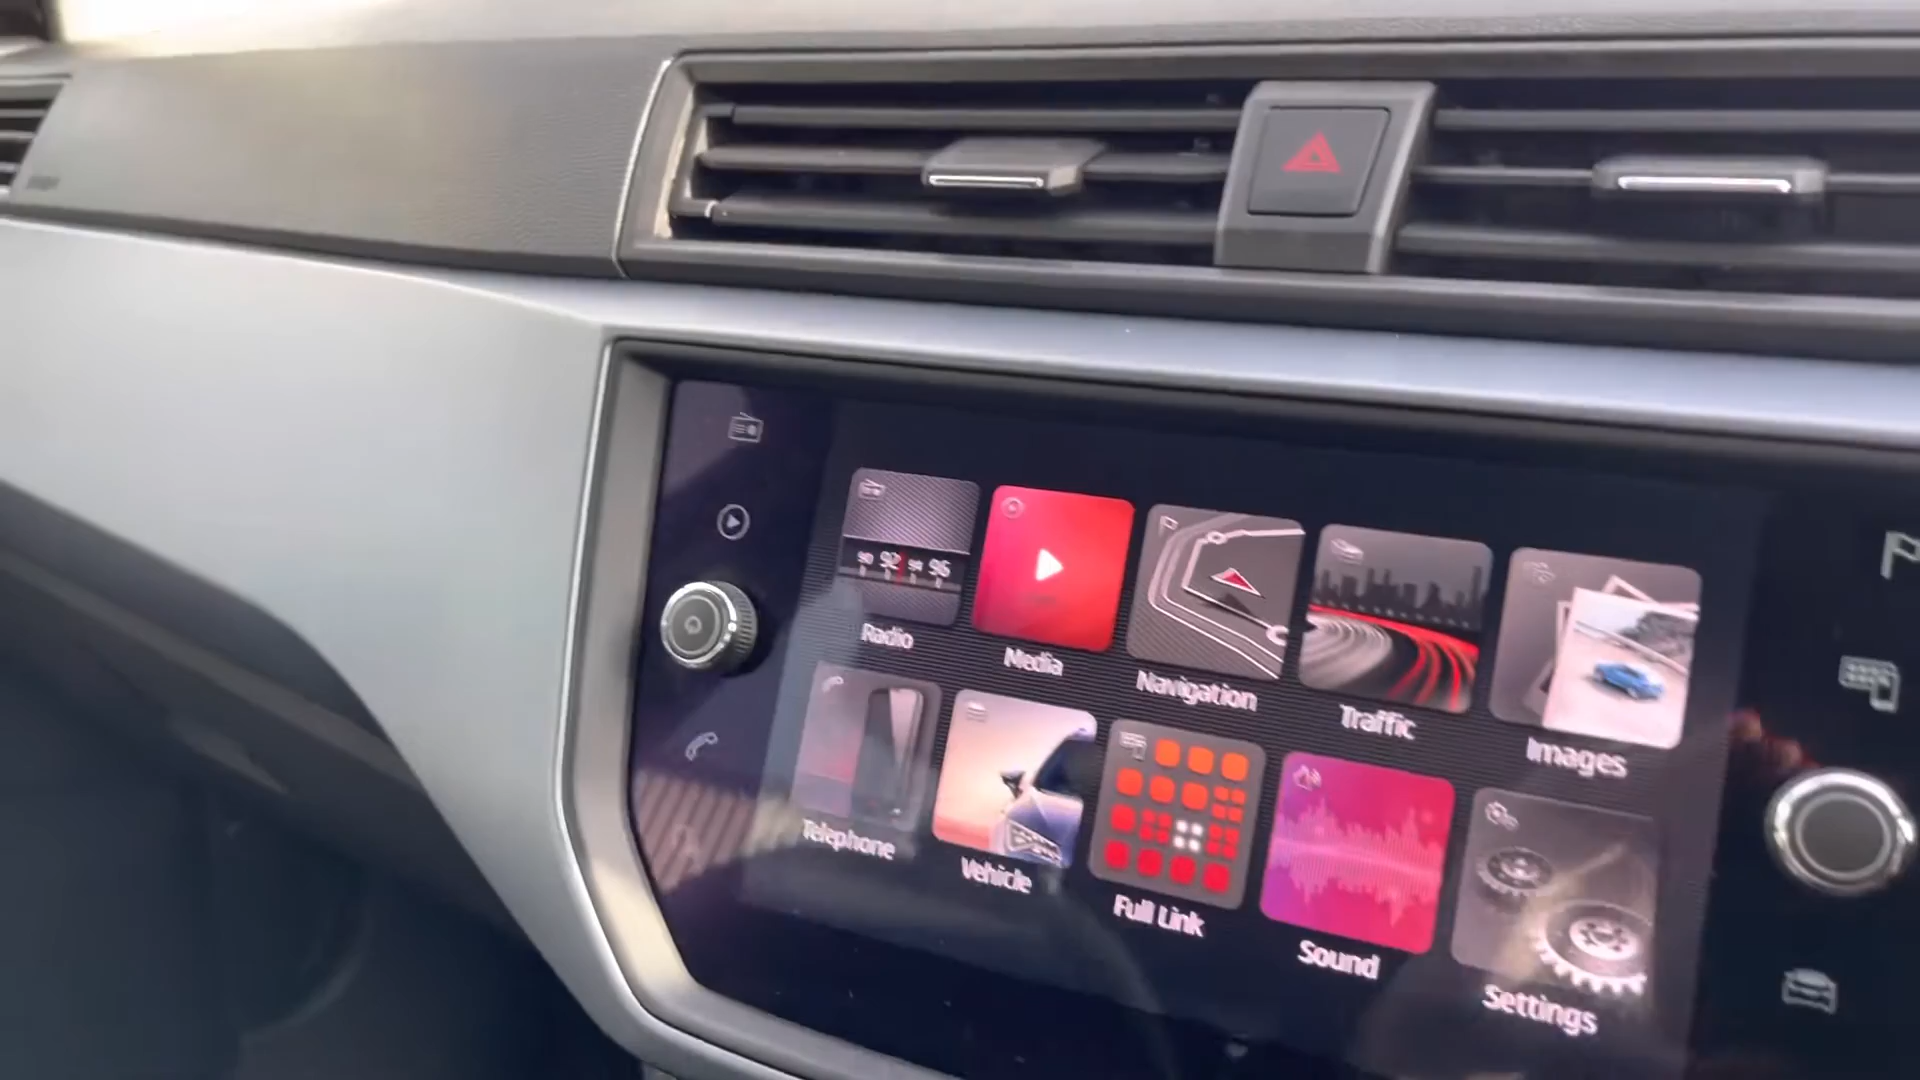 90 92 94 96
Radio
Media
Navigation
Traffic
Images
Telephone
Vehicle
Full Link
Sound
Settings